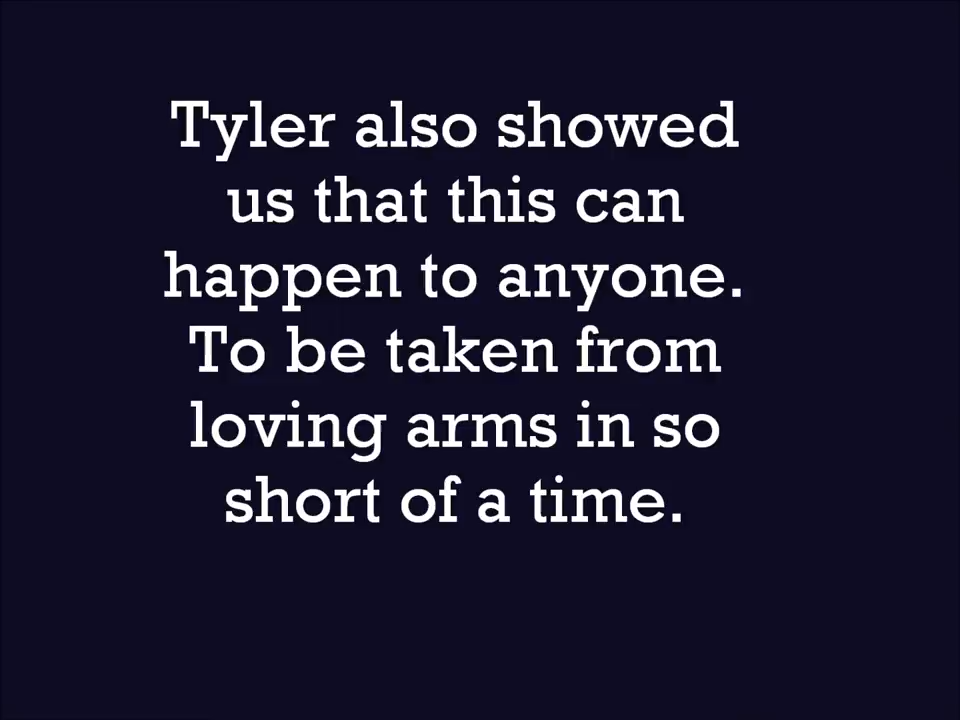 Tyler also showed
us that this can
happen to anyone.
To be taken from
loving arms in so
short of a time.